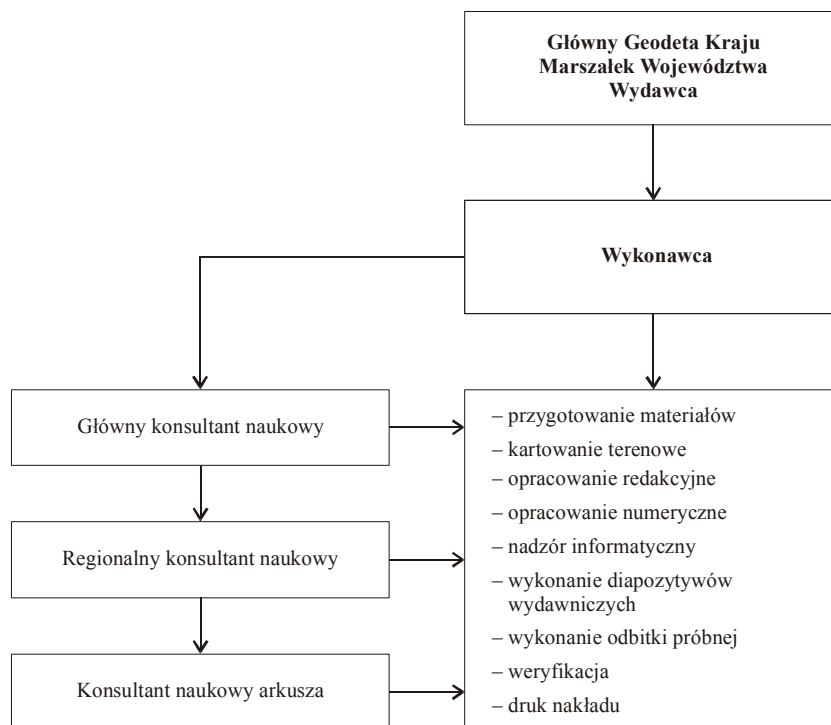 Główny Geodeta Kraju
Marszałek Województwa
Wydawca
Wykonawca
Główny konsultant naukowy
Regionalny konsultant naukowy
Konsultant naukowy arkusza
– przygotowanie materiałów
– kartowanie terenowe
– opracowanie redakcyjne
– opracowanie numeryczne
– nadzór informatyczny
– wykonanie diapozytywów
wydawniczych
– wykonanie odbitki próbnej
– weryfikacja
– druk nakładu